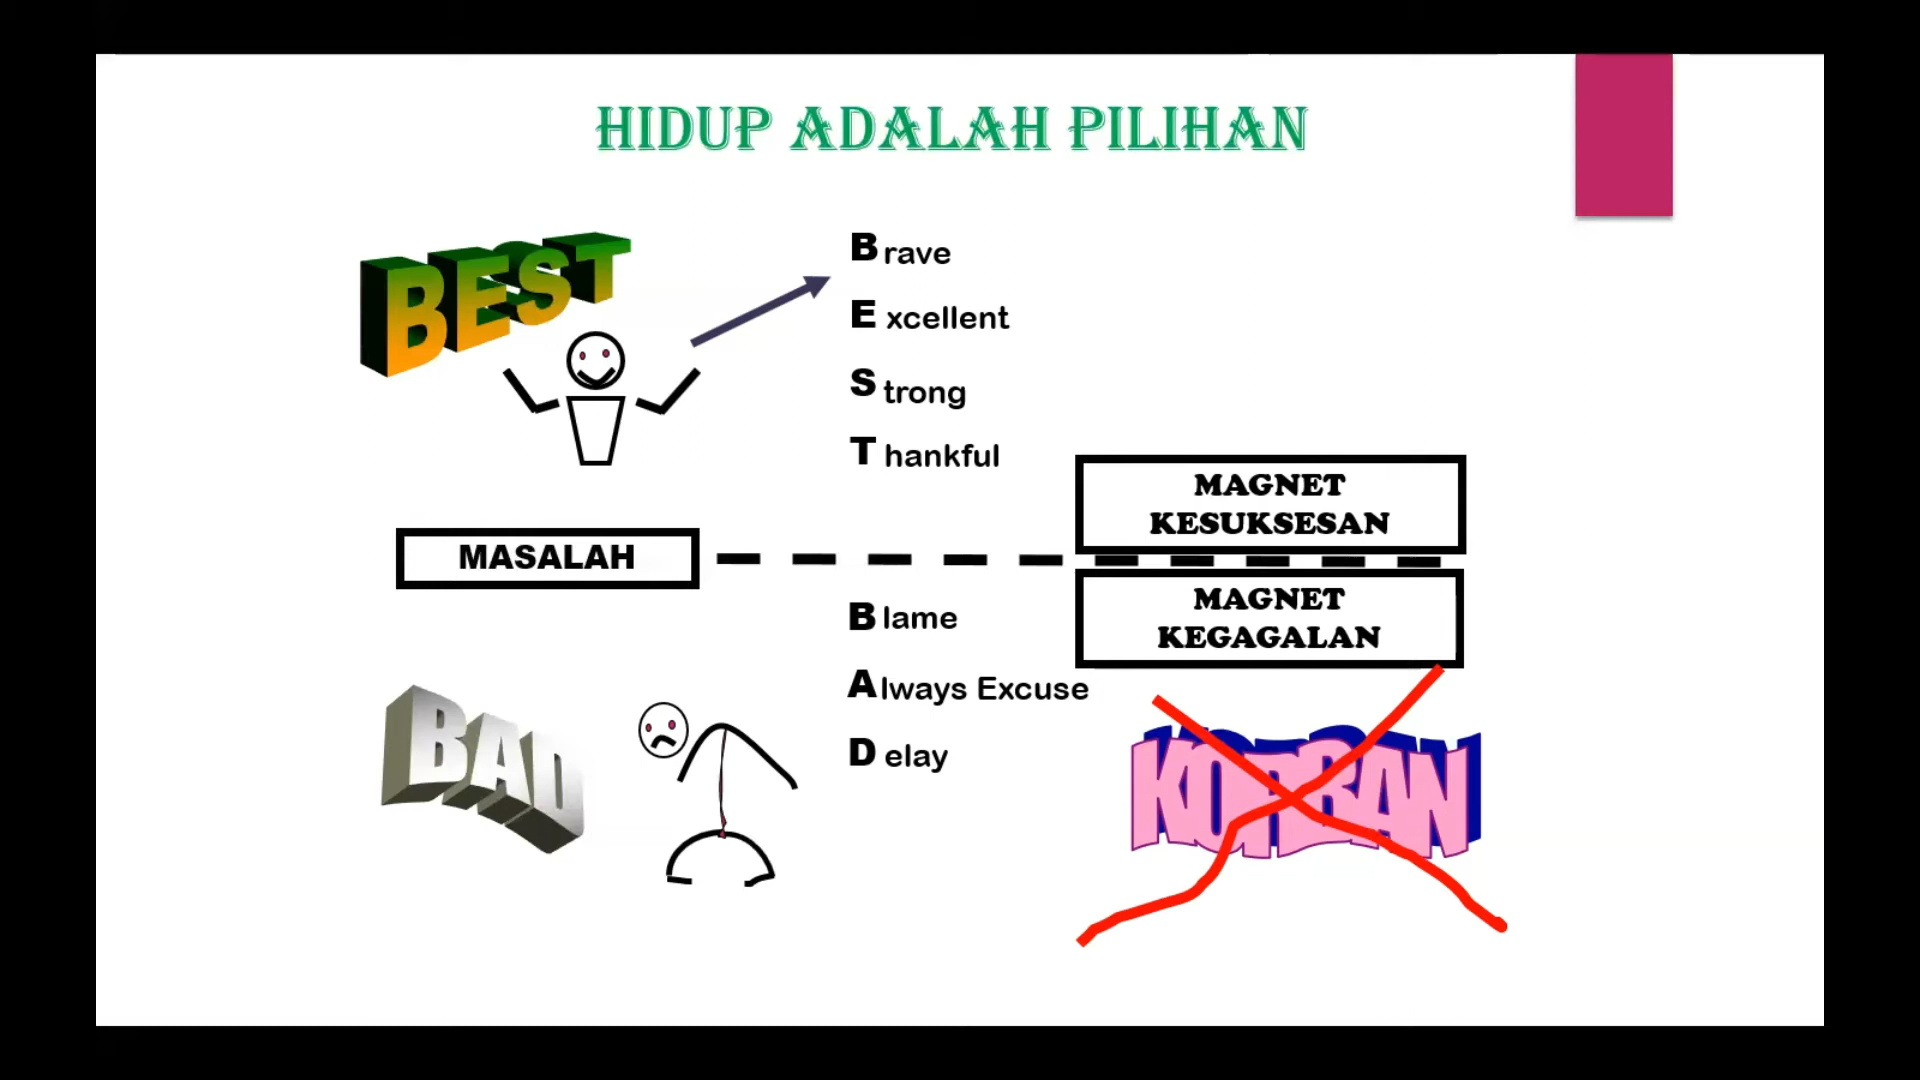 HIDUP ADALAH PILIHAN
BEST
Brave
Excellent
Strong
Thankful
MAGNET
KESUKSESAN
MASALAH
MAGNET
KEGAGALAN
Blame
Always Excuse
Delay
BAD
KORBAN